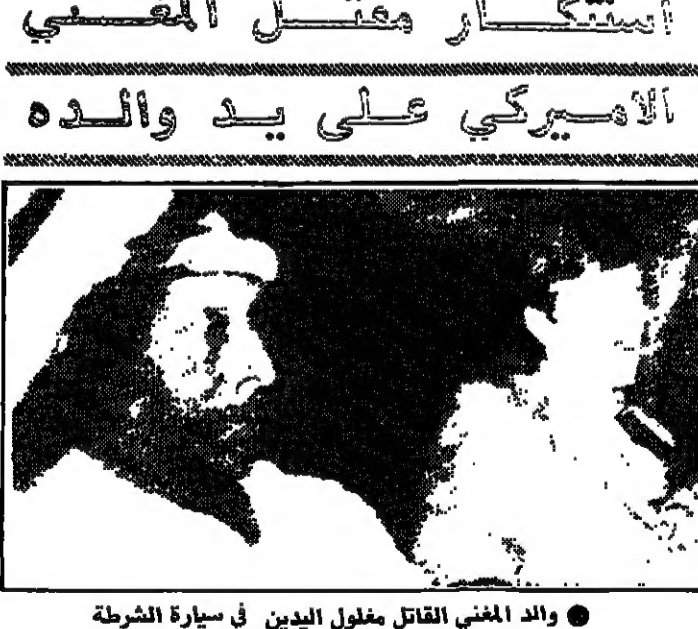 استنكار مقتل المغني
الاميركي على يد والده
والد المغني القاتل مغلول اليدين في سيارة الشرطة